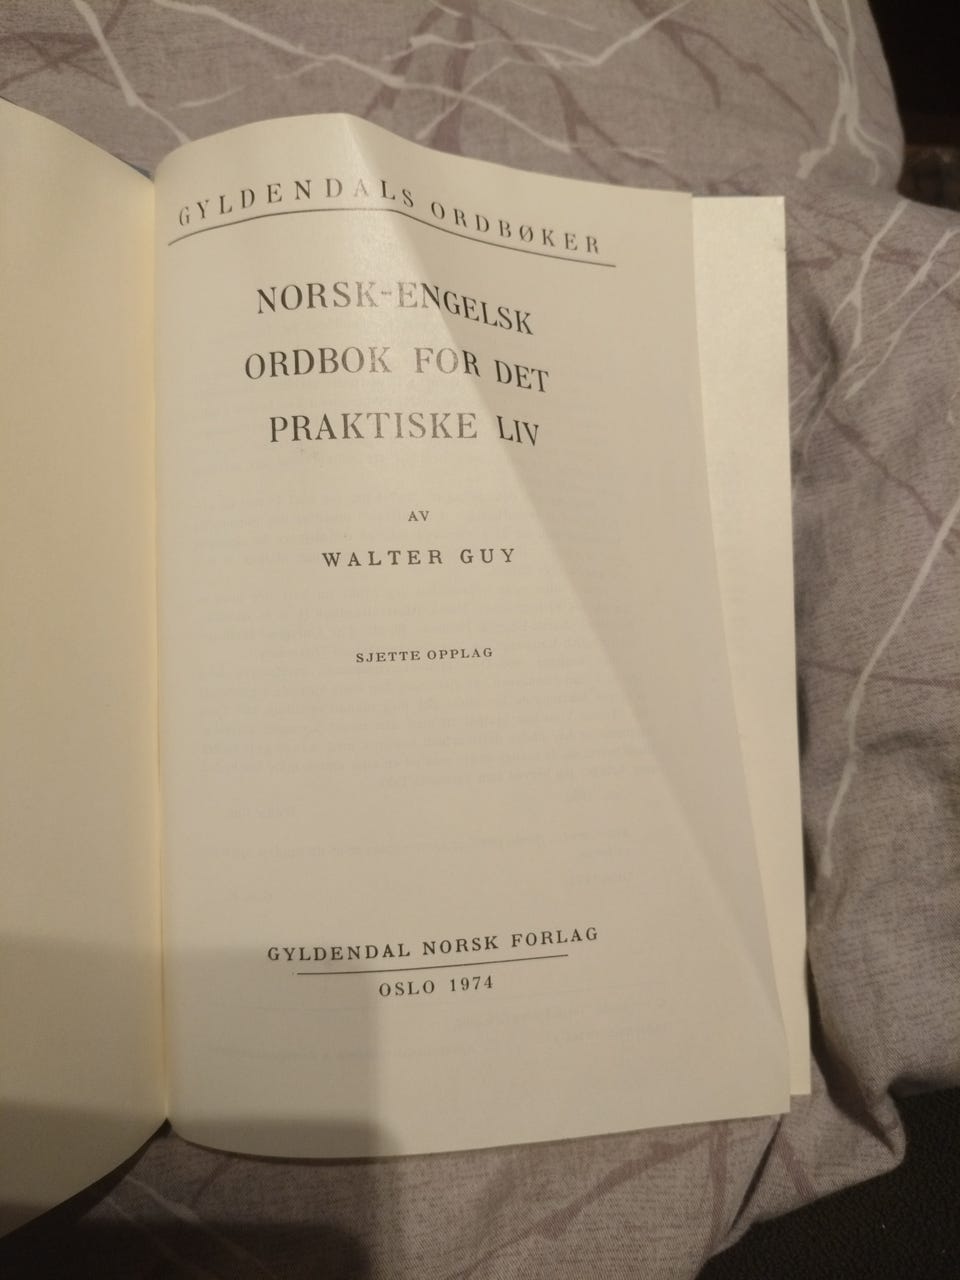 GYLDENDALS ORDBØKER
NORSK-ENGELSK
ORDBOK FOR DET
PRAKTISKE LIV
AV
WALTER GUY
SJETTE OPPLAG
GYLDENDAL NORSK FORLAG
OSLO 1974